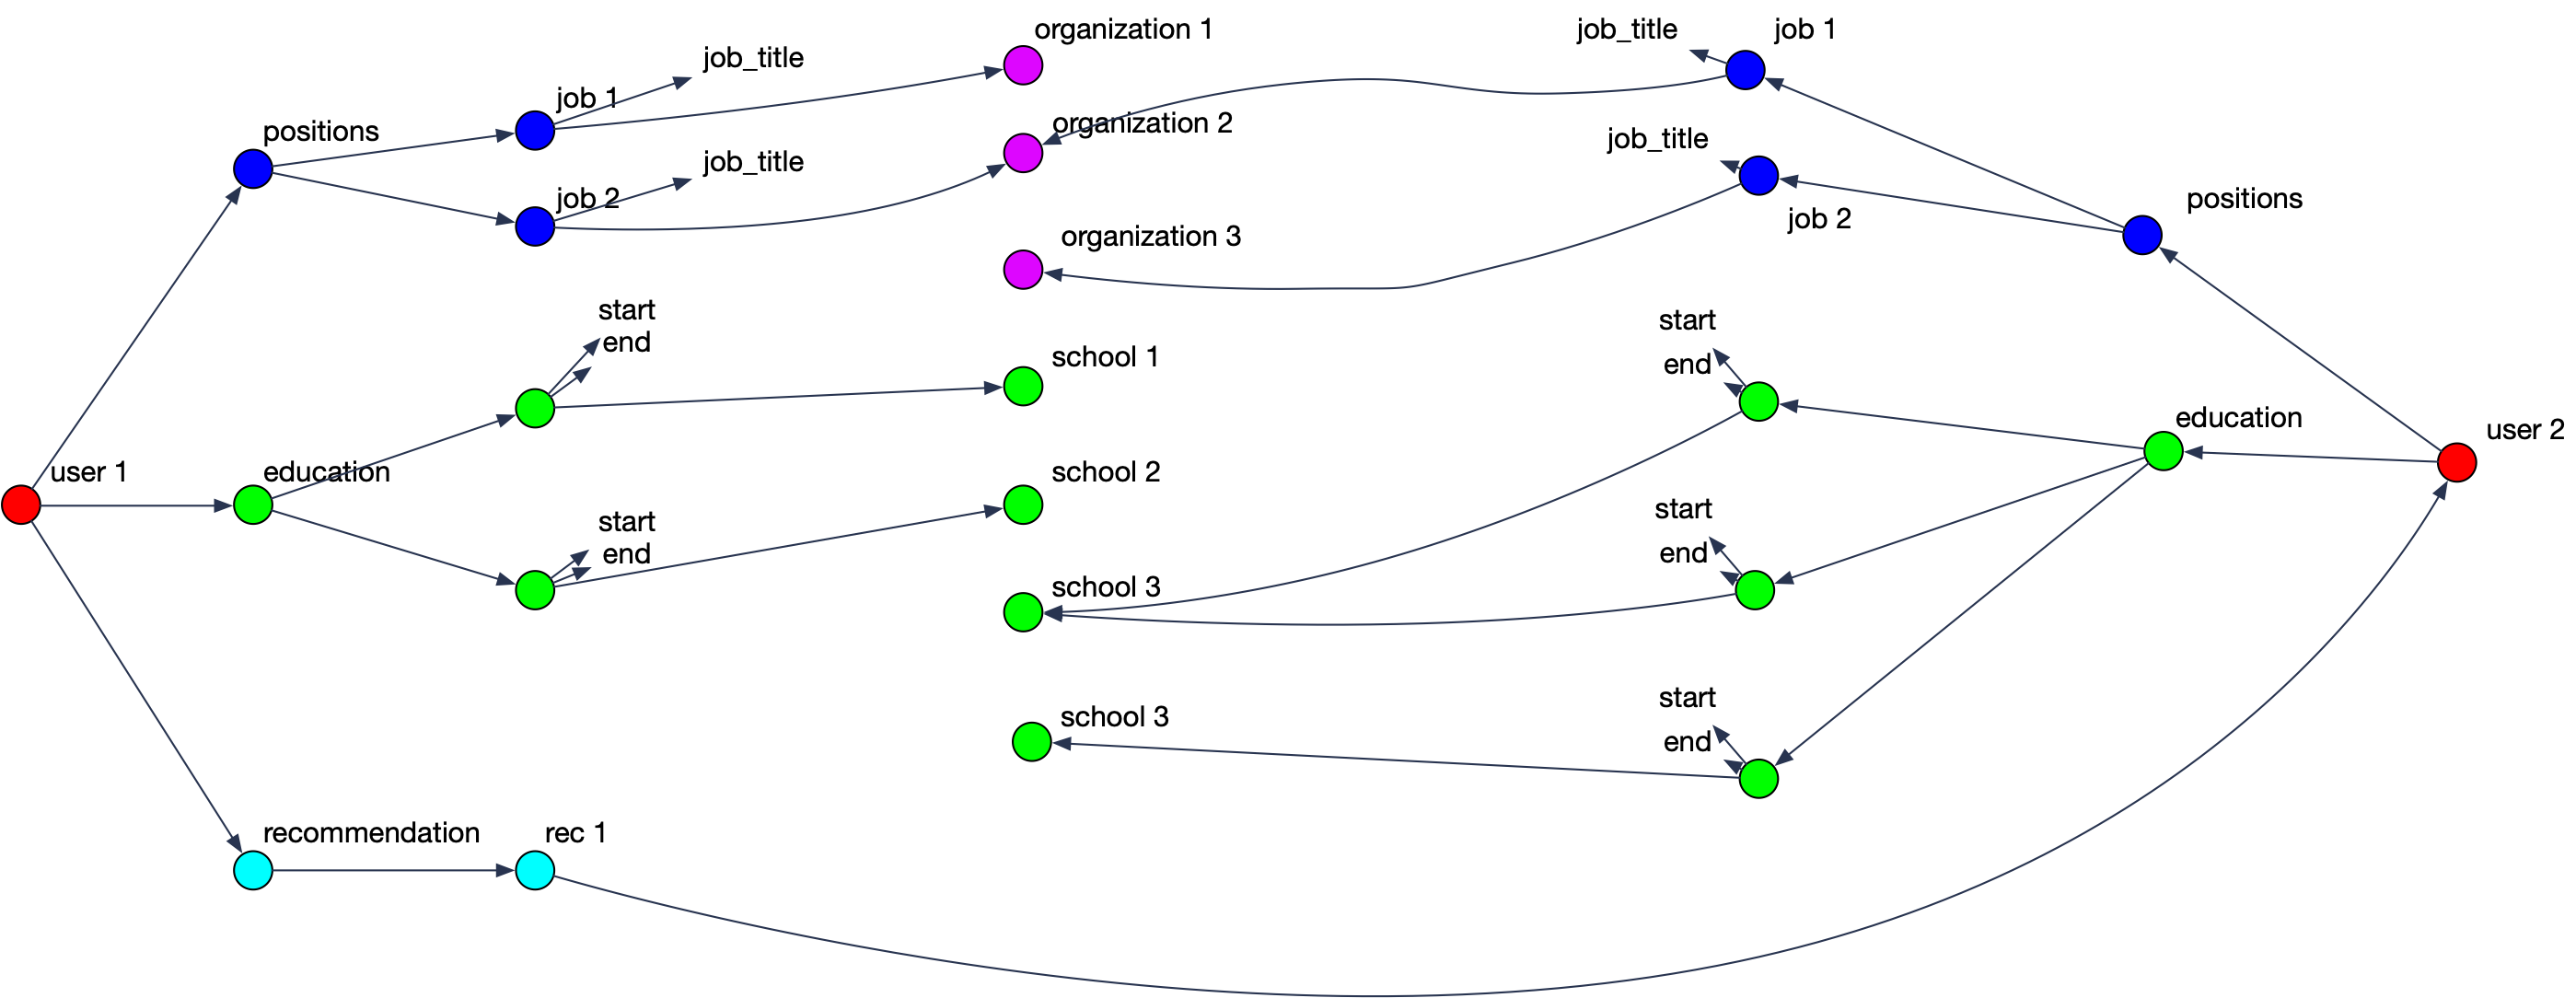 organization 1
job_title
job 1
job_title
job 1
organization 2
positions
job_title
job_title
job 2
positions
job 2
organization 3
start
end
start
end
school 1
education
user 2
user 1
education
school 2
start
end
start
end
school 3
start
end
school 3
recommendation
rec 1